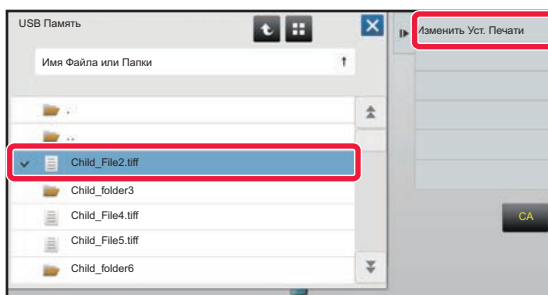 USB Память
Изменить Уст. Печати
Имя Файла или Папки
.
..
Child_File2.tiff
Child_folder3
Child_File4.tiff
Child_File5.tiff
Child_folder6
CA